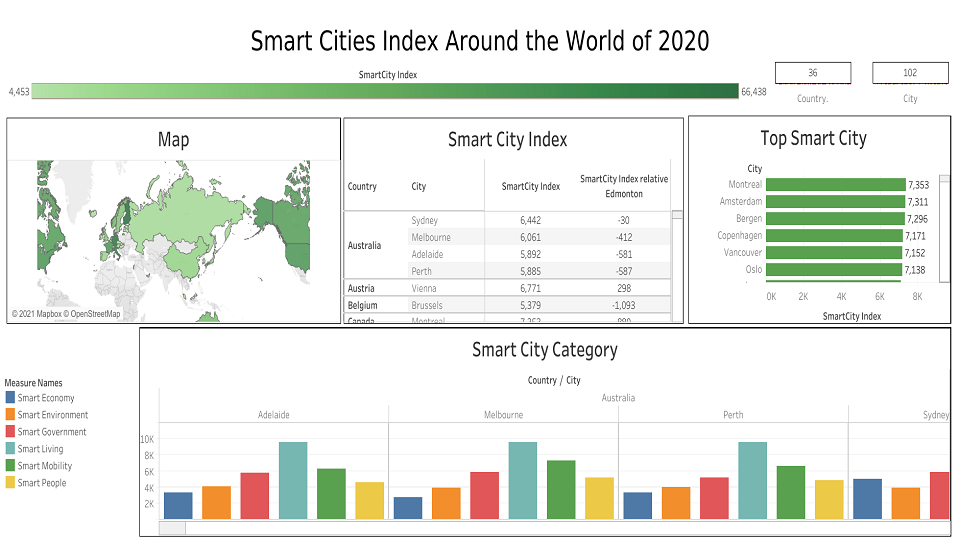 Smart Cities Index Around the World of 2020
SmartCity Index
4,453
66,438
36
Country.
102
City
Map
© 2021 Mapbox © OpenStreetMap
Smart City Index
Country City SmartCity Index SmartCity Index relative Edmonton
Australia
Sydney 6,442 -30
Melbourne 6,061 -412
Adelaide 5,892 -581
Perth 5,885 -587
Austria Vienna 6,771 298
Belgium Brussels 5,379 -1,093
Canada Montreal
Top Smart City
City
Montreal 7,353
Amsterdam 7,311
Bergen 7,296
Copenhagen 7,171
Vancouver 7,152
Oslo 7,138
0K 2K 4K 6K 8K
SmartCity Index
Measure Names
Smart Economy
Smart Environment
Smart Government
Smart Living
Smart Mobility
Smart People
Smart City Category
Country / City
Australia
Adelaide Melbourne Perth Sydney
10K
8K
6K
4K
2K